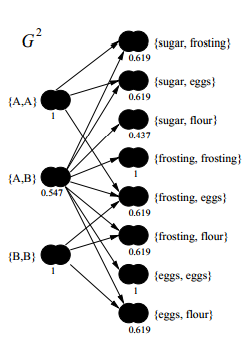 G²
{sugar, frosting}
0.619
{sugar, eggs}
0.619
{A,A}
1
{sugar, flour}
0.437
{frosting, frosting}
1
{A,B}
0.547
{frosting, eggs}
0.619
{frosting, flour}
0.619
{B,B}
1
{eggs, eggs}
1
{eggs, flour}
0.619